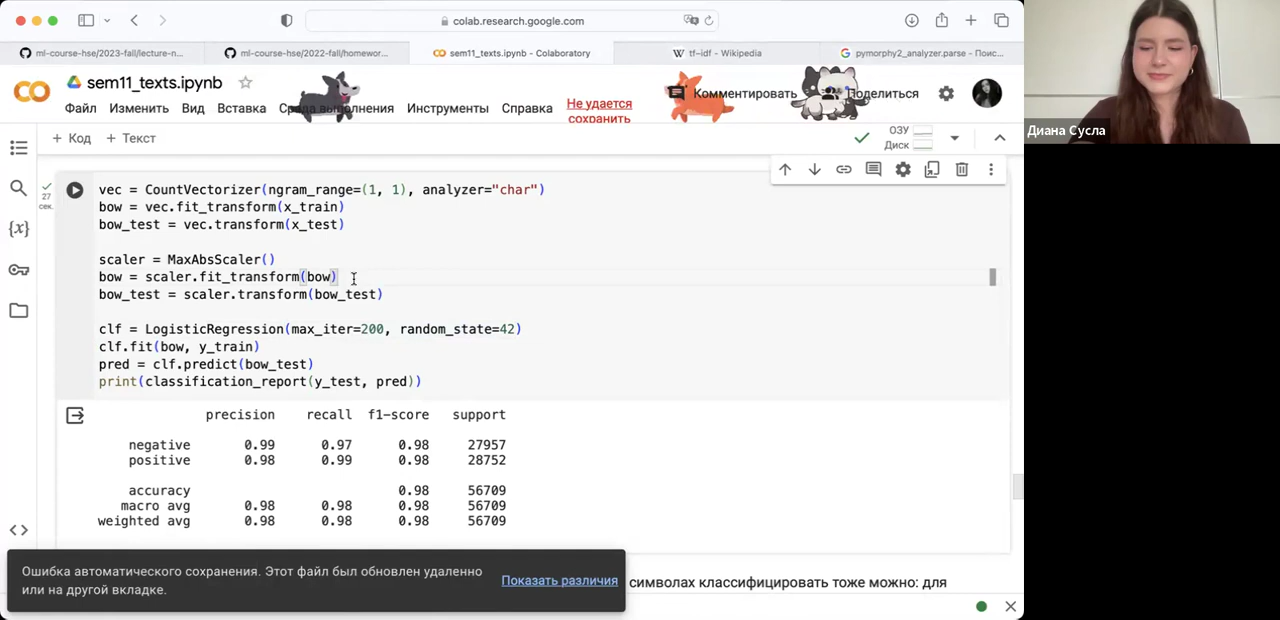 colab.research.google.com
ml-course-hse/2023-fall/lecture-n...
ml-course-hse/2022-fall/homewor...
sem11_texts.ipynb - Colaboratory
tf-idf — Wikipedia
pymorphy2_analyzer.parse - Поис...
sem11_texts.ipynb
Комментировать
Поделиться
Файл Изменить Вид Вставка Среда выполнения Инструменты Справка Не удается сохранить
+ Код + Текст
ОЗУ
Диск
27 сек.
vec = CountVectorizer(ngram_range=(1, 1), analyzer="char")
bow = vec.fit_transform(x_train)
bow_test = vec.transform(x_test)
scaler = MaxAbsScaler()
bow = scaler.fit_transform(bow)
bow_test = scaler.transform(bow_test)
clf = LogisticRegression(max_iter=200, random_state=42)
clf.fit(bow, y_train)
pred = clf.predict(bow_test)
print(classification_report(y_test, pred))
precision recall f1-score support
negative 0.99 0.97 0.98 27957
positive 0.98 0.99 0.98 28752
accuracy 0.98 56709
macro avg 0.98 0.98 0.98 56709
weighted avg 0.98 0.98 0.98 56709
символах классифицировать тоже можно: для
Ошибка автоматического сохранения. Этот файл был обновлен удаленно
или на другой вкладке.
Показать различия
Диана Сусла